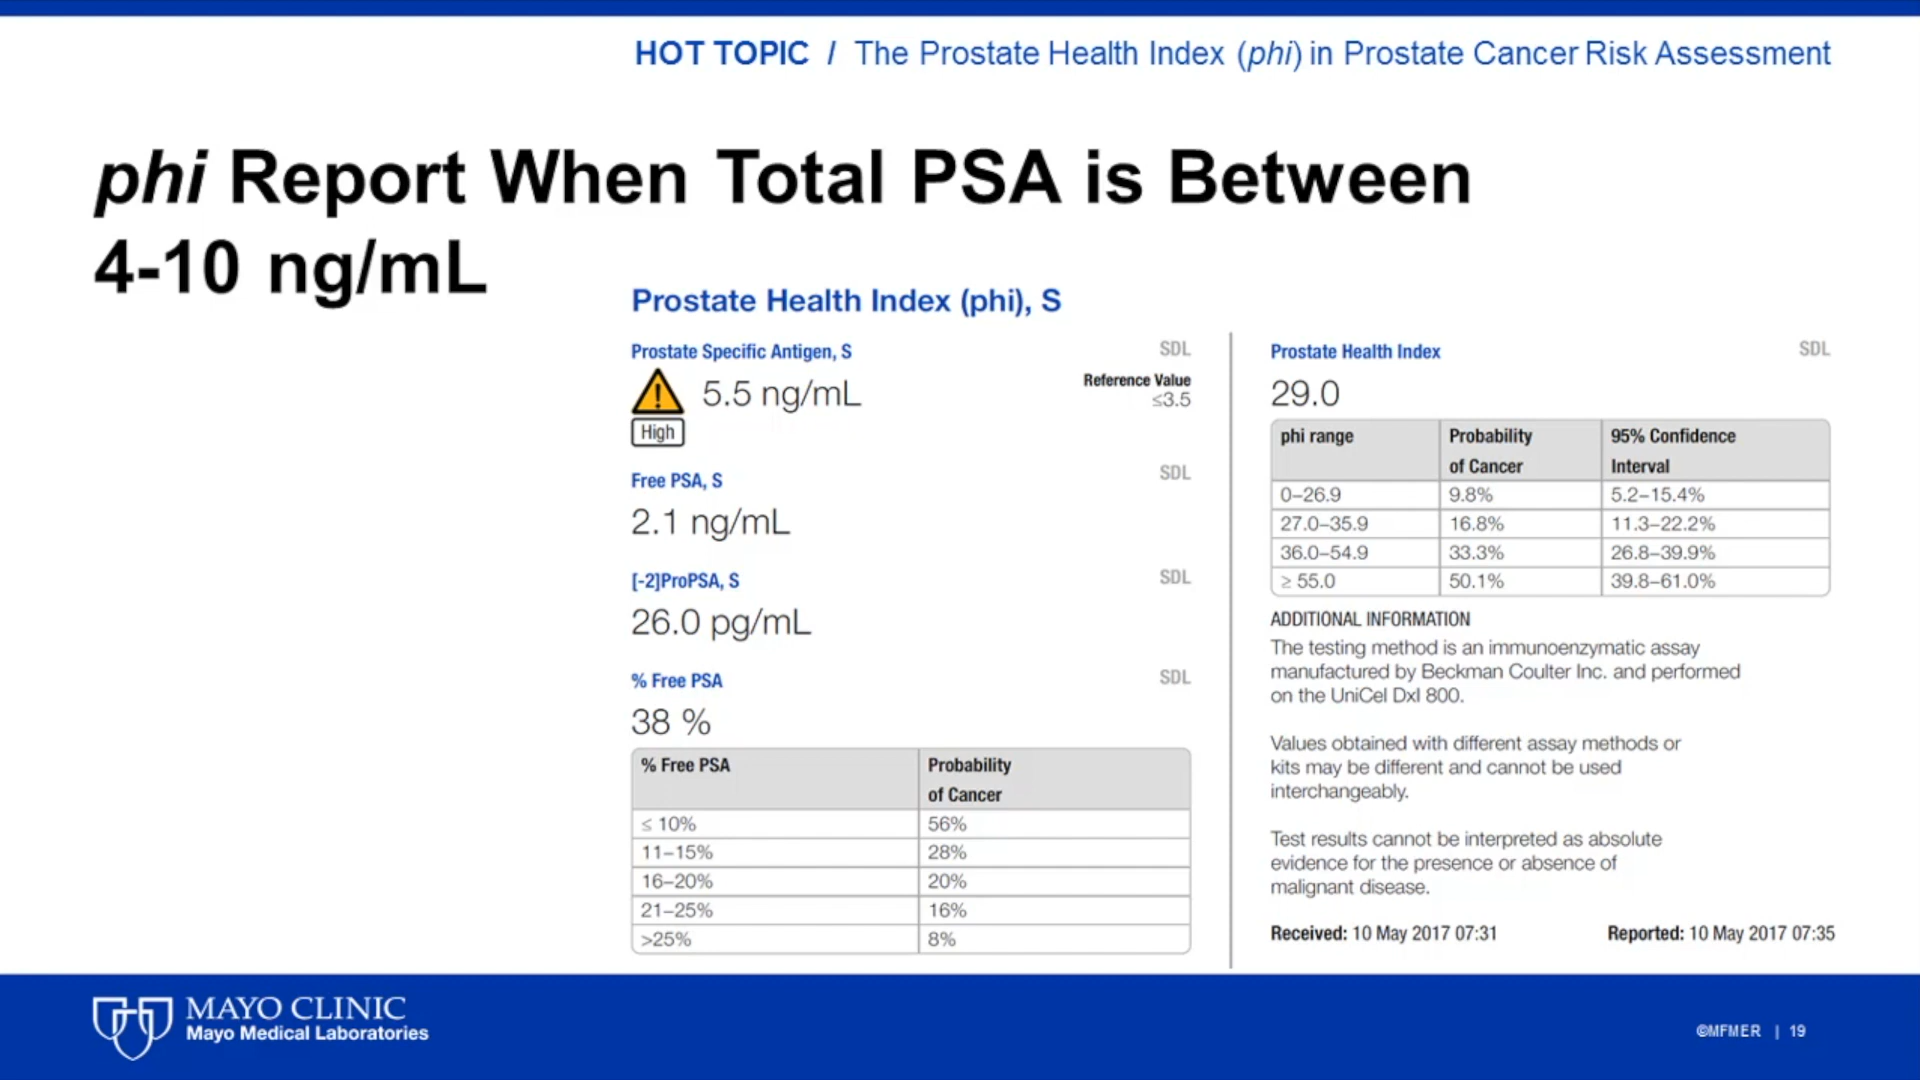 HOT TOPIC / The Prostate Health Index (phi) in Prostate Cancer Risk Assessment
phi Report When Total PSA is Between
4-10 ng/mL
Prostate Health Index (phi), S
Prostate Specific Antigen, S SDL
5.5 ng/mL
High
Reference Value
≤3.5
Free PSA, S SDL
2.1 ng/mL
[-2]ProPSA, S SDL
26.0 pg/mL
% Free PSA SDL
38 %
% Free PSA Probability
of Cancer
≤ 10% 56%
11–15% 28%
16–20% 20%
21–25% 16%
>25% 8%
Prostate Health Index SDL
29.0
phi range Probability 95% Confidence
of Cancer Interval
0–26.9 9.8% 5.2–15.4%
27.0–35.9 16.8% 11.3–22.2%
36.0–54.9 33.3% 26.8–39.9%
≥ 55.0 50.1% 39.8–61.0%
ADDITIONAL INFORMATION
The testing method is an immunoenzymatic assay
manufactured by Beckman Coulter Inc. and performed
on the UniCel DxI 800.
Values obtained with different assay methods or
kits may be different and cannot be used
interchangeably.
Test results cannot be interpreted as absolute
evidence for the presence or absence of
malignant disease.
Received: 10 May 2017 07:31 Reported: 10 May 2017 07:35
MAYO CLINIC
Mayo Medical Laboratories
©MFMER | 19